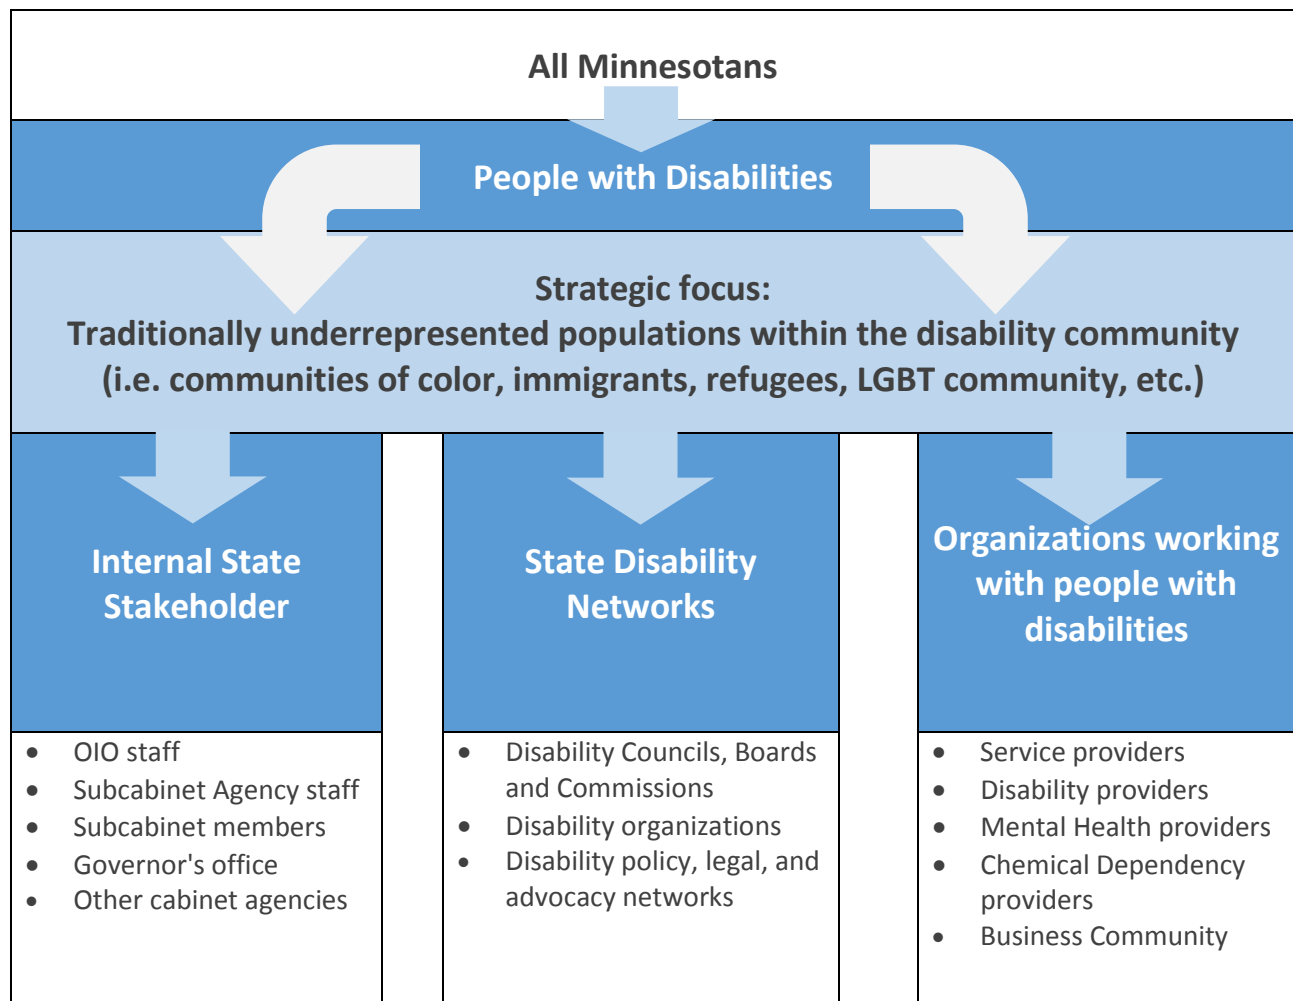 All Minnesotans
People with Disabilities
Strategic focus:
Traditionally underrepresented populations within the disability community
(i.e. communities of color, immigrants, refugees, LGBT community, etc.)
Internal State
Stakeholder
• OIO staff
• Subcabinet Agency staff
• Subcabinet members
• Governor's office
• Other cabinet agencies
State Disability
Networks
• Disability Councils, Boards
and Commissions
• Disability organizations
• Disability policy, legal, and
advocacy networks
Organizations working
with people with
disabilities
• Service providers
• Disability providers
• Mental Health providers
• Chemical Dependency
providers
• Business Community